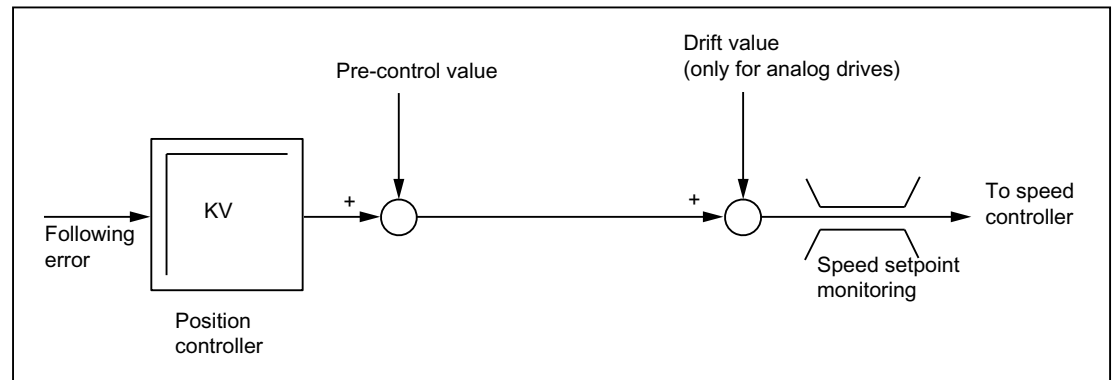 Drift value
(only for analog drives)
Pre-control value
+
+
To speed
controller
KV
Following
error
Speed setpoint
monitoring
Position
controller